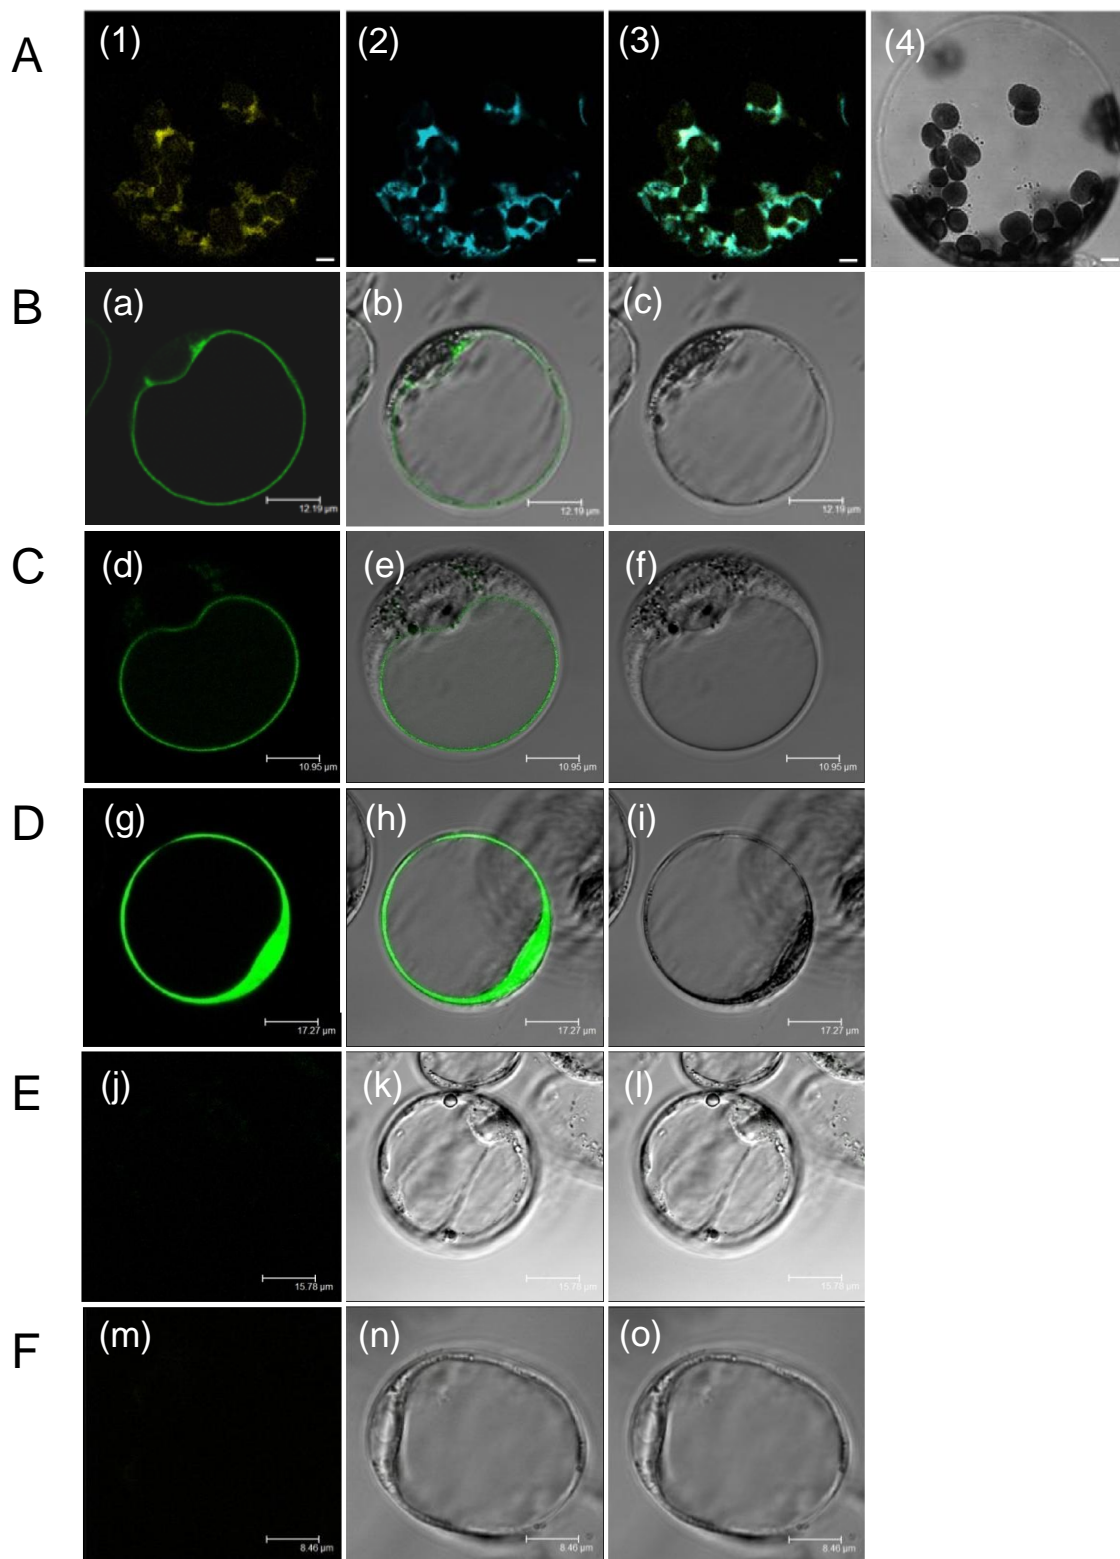 A (1) (2) (3) (4)
B (a) (b) (c)
12.19 µm 12.19 µm 12.19 µm
C (d) (e) (f)
10.95 µm 10.95 µm 10.95 µm
D (g) (h) (i)
17.27 µm 17.27 µm 17.27 µm
E (j) (k) (l)
15.78 µm 15.78 µm 15.78 µm
F (m) (n) (o)
8.46 µm 8.46 µm 8.46 µm